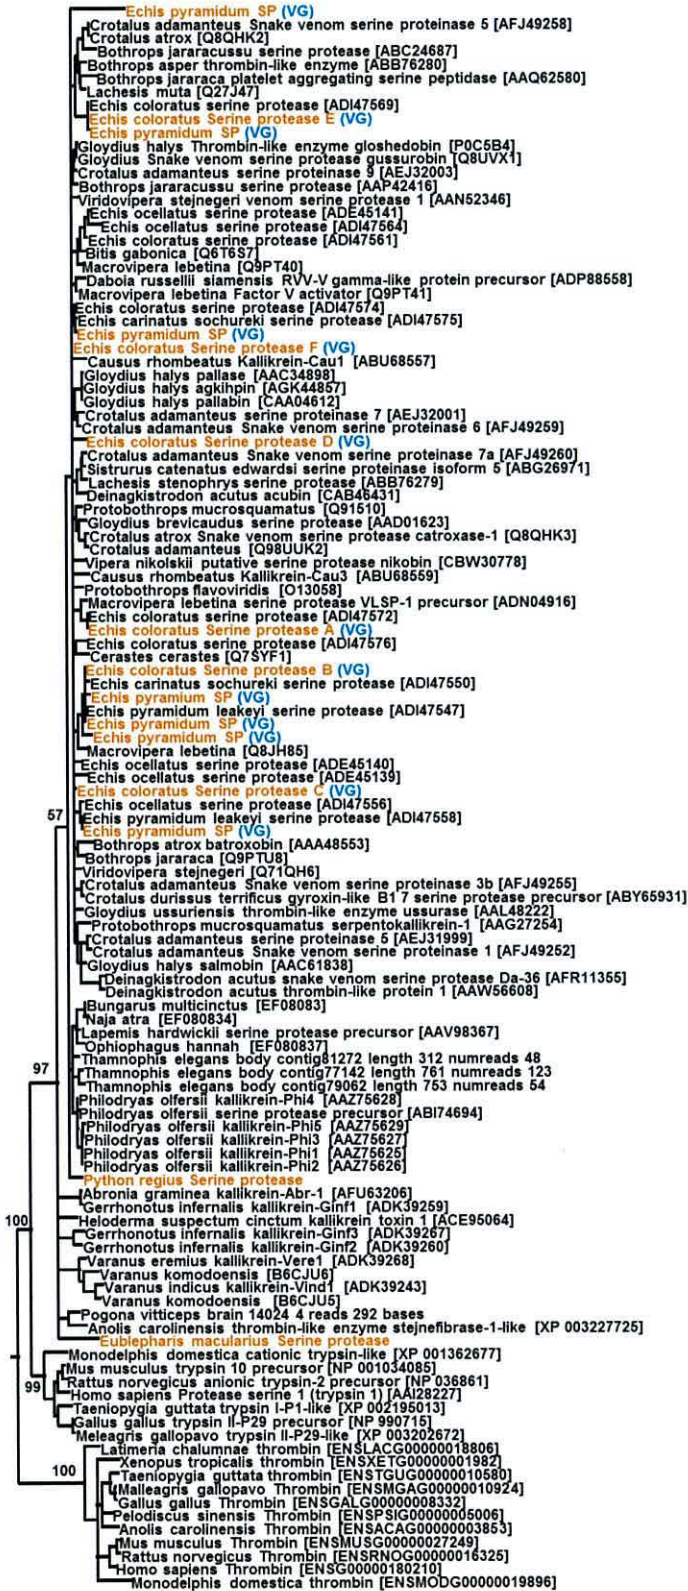 Echis pyramidum SP (VG)
Crotalus adamanteus Snake venom serine proteinase 5 [AFJ49258]
Crotalus atrox [Q8QHK2]
Bothrops jararacussu serine protease [ABC24687]
Bothrops asper thrombin-like enzyme [ABB76280]
Bothrops jararaca platelet aggregating serine peptidase [AAQ62580]
Lachesis muta [Q27J47]
Echis coloratus serine protease [ADI47569]
Echis coloratus Serine protease E (VG)
Echis pyramidum SP (VG)
Gloydius halys Thrombin-like enzyme gloshedobin [P0C5B4]
Gloydius Snake venom serine protease gussurobin [Q8UVX1]
Crotalus adamanteus serine proteinase 9 [AEJ32003]
Bothrops jararacussu serine protease [AAP42416]
Viridovipera stejnegeri venom serine protease 1 [AAN52346]
Echis ocellatus serine protease [ADE45141]
Echis ocellatus serine protease [ADI47564]
Echis coloratus serine protease [ADI47561]
Bitis gabonica [Q6T6S7]
Macrovipera lebetina [Q9PT40]
Daboia russellii siamensis RVV-V gamma-like protein precursor [ADP88558]
Macrovipera lebetina Factor V activator [Q9PT41]
Echis coloratus serine protease [ADI47574]
Echis carinatus sochureki serine protease [ADI47575]
Echis pyramidum SP (VG)
Echis coloratus Serine protease F (VG)
Causus rhombeatus Kallikrein-Cau1 [ABU68557]
Gloydius halys pallase [AAC34898]
Gloydius halys agkihpin [AGK44857]
Gloydius halys pallabin [CAA04612]
Crotalus adamanteus serine proteinase 7 [AEJ32001]
Crotalus adamanteus Snake venom serine proteinase 6 [AFJ49259]
Echis coloratus Serine protease D (VG)
Crotalus adamanteus Snake venom serine proteinase 7a [AFJ49260]
Sistrurus catenatus edwardsi serine proteinase isoform 5 [ABG26971]
Lachesis stenophrys serine protease [ABB76279]
Deinagkistrodon acutus acubin [CAB46431]
Protobothrops mucrosquamatus [Q91510]
Gloydius brevicaudus serine protease [AAD01623]
Crotalus atrox Snake venom serine protease catroxase-1 [Q8QHK3]
Crotalus adamanteus [Q98UUK2]
Vipera nikolskii putative serine protease nikobin [CBW30778]
Causus rhombeatus Kallikrein-Cau3 [ABU68559]
Protobothrops flavoviridis [O13058]
Macrovipera lebetina serine protease VLSP-1 precursor [ADN04916]
Echis coloratus serine protease [ADI47572]
Echis coloratus Serine protease A (VG)
Echis coloratus serine protease [ADI47576]
Cerastes cerastes [Q7SYF1]
Echis coloratus Serine protease B (VG)
Echis carinatus sochureki serine protease [ADI47550]
Echis pyramium SP (VG)
Echis pyramidum leakeyi serine protease [ADI47547]
Echis pyramidum SP (VG)
Echis pyramidum SP (VG)
Macrovipera lebetina [Q8JH85]
Echis ocellatus serine protease [ADE45140]
Echis ocellatus serine protease [ADE45139]
Echis coloratus Serine protease C (VG)
Echis ocellatus serine protease [ADI47556]
57
Echis pyramidum leakeyi serine protease [ADI47558]
Echis pyramidum SP (VG)
Bothrops atrox batroxobin [AAA48553]
Bothrops jararaca [Q9PTU8]
Viridovipera stejnegeri [Q71QH6]
Crotalus adamanteus Snake venom serine proteinase 3b [AFJ49255]
Crotalus durissus terrificus gyroxin-like B1 7 serine protease precursor [ABY65931]
Gloydius ussuriensis thrombin-like enzyme ussurase [AAL48222]
Protobothrops mucrosquamatus serpentokallikrein-1 [AAG27254]
Crotalus adamanteus serine proteinase 5 [AEJ31999]
Crotalus adamanteus Snake venom serine proteinase 1 [AFJ49252]
Gloydius halys salmobin [AAC61838]
Deinagkistrodon acutus snake venom serine protease Da-36 [AFR11355]
Deinagkistrodon acutus thrombin-like protein 1 [AAW56608]
Bungarus multicinctus [EF08083]
Naja atra [EF080834]
Lapemis hardwickii serine protease precursor [AAV98367]
Ophiophagus hannah [EF080837]
Thamnophis elegans body contig81272 length 312 numreads 48
97
Thamnophis elegans body contig77142 length 761 numreads 123
Thamnophis elegans body contig79062 length 753 numreads 54
Philodryas olfersii kallikrein-Phi4 [AAZ75628]
Philodryas olfersii serine protease precursor [ABI74694]
Philodryas olfersii kallikrein-Phi5 [AAZ75629]
Philodryas olfersii kallikrein-Phi3 [AAZ75627]
Philodryas olfersii kallikrein-Phi1 [AAZ75625]
Philodryas olfersii kallikrein-Phi2 [AAZ75626]
Python regius Serine protease
Abronia graminea kallikrein-Abr-1 [AFU63206]
Gerrhonotus infernalis kallikrein-Ginf1 [ADK39259]
100
Heloderma suspectum cinctum kallikrein toxin 1 [ACE95064]
Gerrhonotus infernalis kallikrein-Ginf3 [ADK39267]
Gerrhonotus infernalis kallikrein-Ginf2 [ADK39260]
Varanus eremius kallikrein-Vere1 [ADK39268]
Varanus komodoensis [B6CJU6]
Varanus indicus kallikrein-Vind1 [ADK39243]
Varanus komodoensis [B6CJU5]
Pogona vitticeps brain 14024 4 reads 292 bases
Anolis carolinensis thrombin-like enzyme stejnefibrase-1-like [XP 003227725]
Eublepharis macularius Serine protease
Monodelphis domestica cationic trypsin-like [XP 001362677]
Mus musculus trypsin 10 precursor [NP 001034085]
Rattus norvegicus anionic trypsin-2 precursor [NP 036861]
99
Homo sapiens Protease serine 1 (trypsin 1) [AAI28227]
Taeniopygia guttata trypsin I-P1-like [XP 002195013]
Gallus gallus trypsin II-P29 precursor [NP 990715]
Meleagris gallopavo trypsin II-P29-like [XP 003202672]
Latimeria chalumnae thrombin [ENSLACG00000018806]
Xenopus tropicalis thrombin [ENSXETG00000001982]
100
Taeniopygia guttata thrombin [ENSTGUG00000010580]
Malleagris gallopavo Thrombin [ENSMGAG00000010924]
Gallus gallus Thrombin [ENSGALG00000008332]
Pelodiscus sinensis Thrombin [ENSPSIG00000005006]
Anolis carolinensis Thrombin [ENSACAG00000003853]
Mus musculus Thrombin [ENSMUSG00000027249]
Rattus norvegicus Thrombin [ENSRNOG00000016325]
Homo sapiens Thrombin [ENSG00000180210]
Monodelphis domestica thrombin [ENSMODG00000019896]